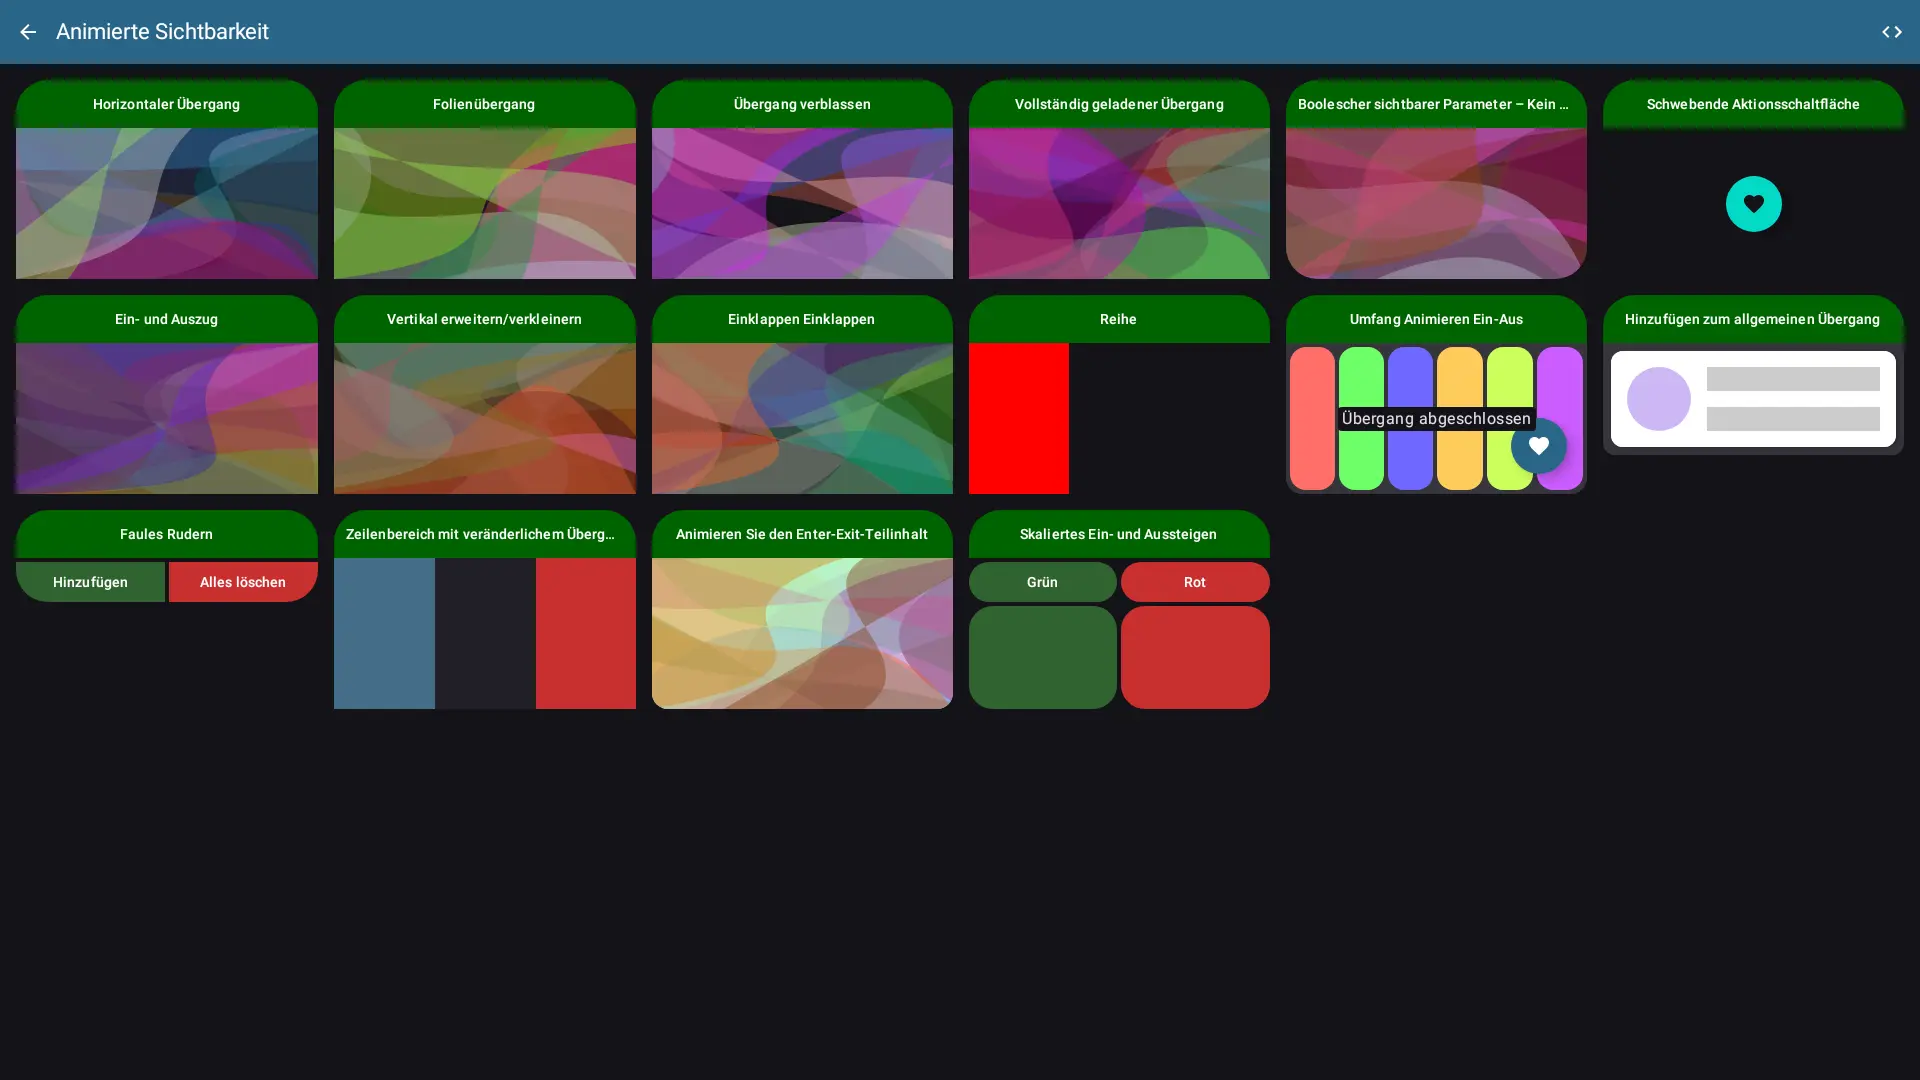 Animierte Sichtbarkeit
Horizontaler Übergang
Folienübergang
Übergang verblassen
Vollständig geladener Übergang
Boolescher sichtbarer Parameter – Kein ...
Schwebende Aktionsschaltfläche
Ein- und Auszug
Vertikal erweitern/verkleinern
Einklappen Einklappen
Reihe
Umfang Animieren Ein-Aus
Hinzufügen zum allgemeinen Übergang
Übergang abgeschlossen
Faules Rudern
Zeilenbereich mit veränderlichem Überg...
Animieren Sie den Enter-Exit-Teilinhalt
Skaliertes Ein- und Aussteigen
Hinzufügen
Alles löschen
Grün
Rot